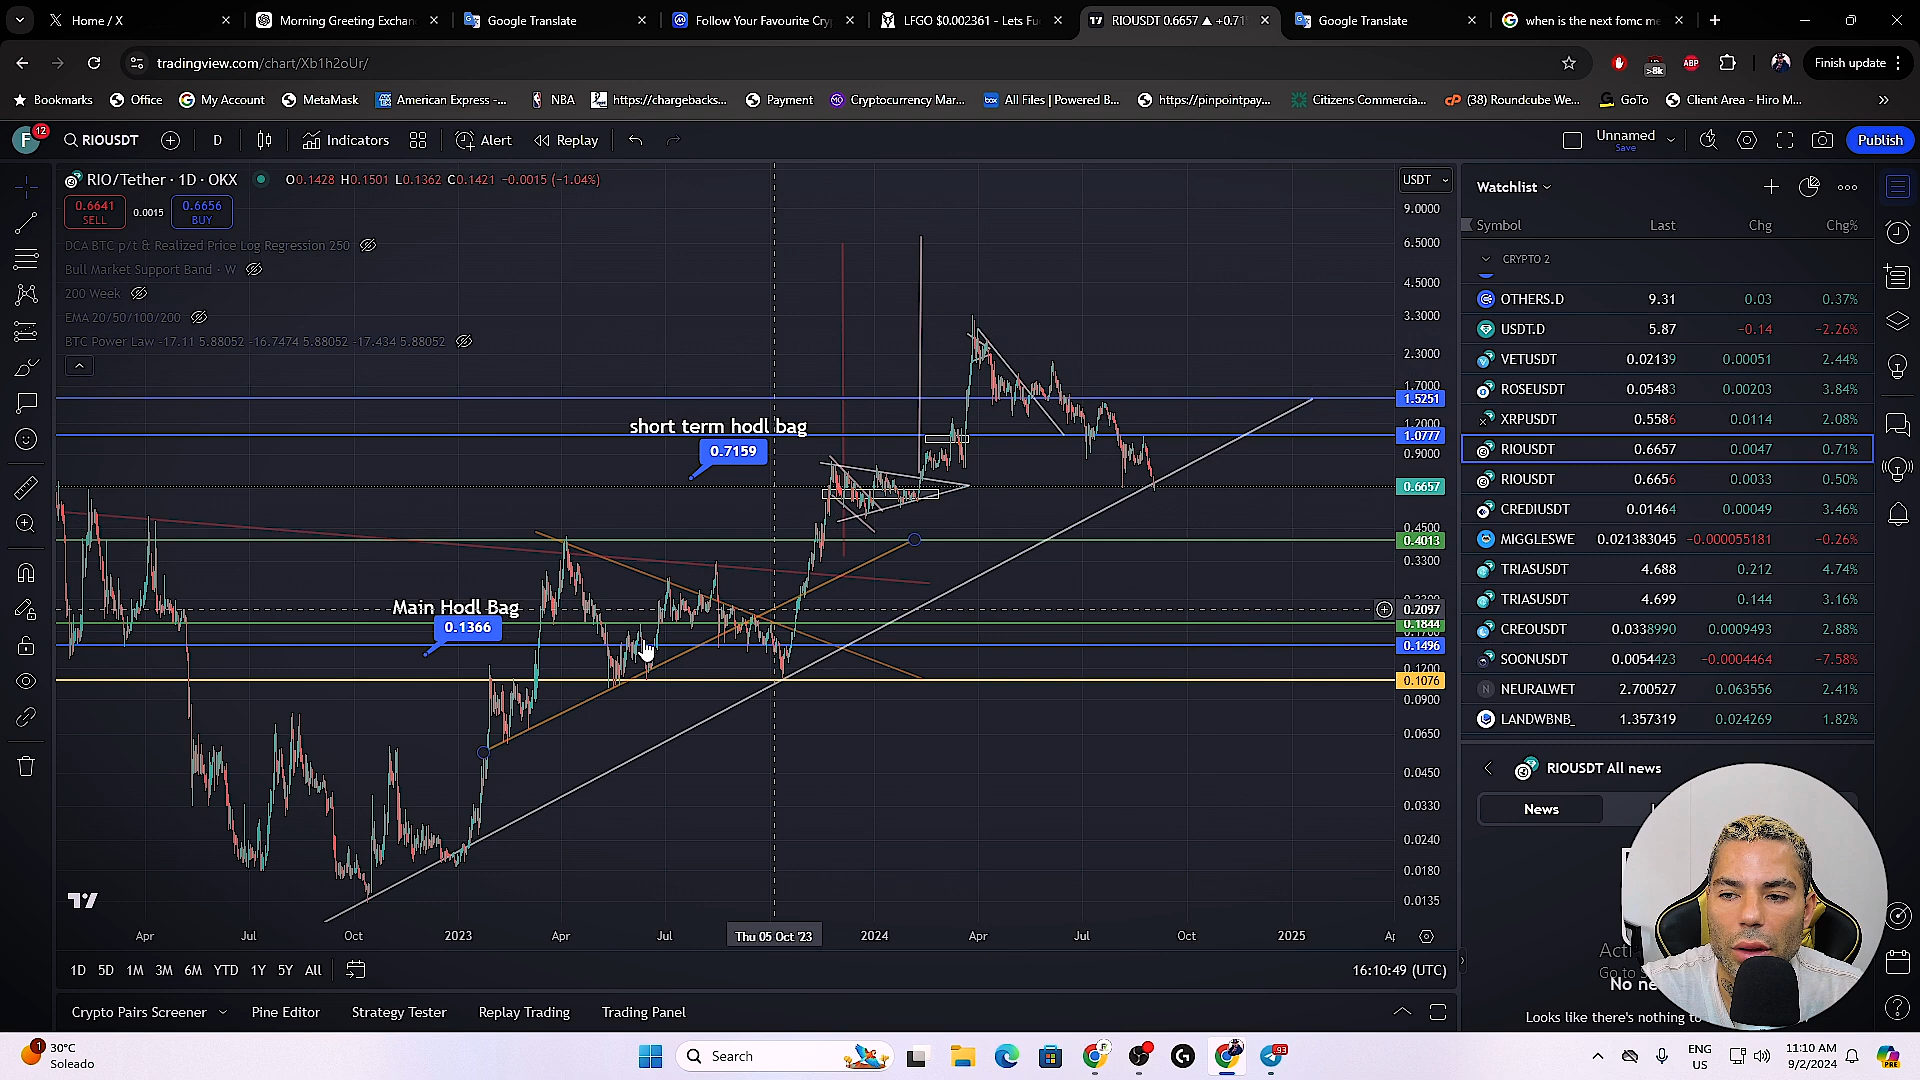 Home / X
Morning Greeting Exchan
Google Translate
Follow Your Favourite Cry
LFGO $0.002361 - Lets Fu
RIOUSDT 0.6657 ▲ +0.71
Google Translate
when is the next fomc me
tradingview.com/chart/Xb1h2oUr/
>8k
ABP
Finish update
Bookmarks
Office
My Account
MetaMask
American Express -...
NBA
https://chargebacks...
Payment
Cryptocurrency Mar...
All Files | Powered B...
https://pinpointpay...
Citizens Commercia...
(38) Roundcube We...
GoTo
Client Area - Hiro M...
F 12
RIOUSDT
D
Indicators
Alert
Replay
Unnamed
Save
Publish
RIO/Tether · 1D · OKX
O0.1428 H0.1501 L0.1362 C0.1421 -0.0015 (-1.04%)
0.6641
SELL
0.0015
0.6656
BUY
DCA BTC p/t & Realized Price Log Regression 250
Bull Market Support Band · W
200 Week
EMA 20/50/100/200
BTC Power Law -17.11 5.88052 -16.7474 5.88052 -17.434 5.88052
short term hodl bag
0.7159
Main Hodl Bag
0.1366
USDT
9.0000
6.5000
4.5000
3.3000
2.3000
1.7000
1.5251
1.2000
1.0777
0.9000
0.6657
0.4500
0.4013
0.3300
0.2097
0.1844
0.1496
0.1200
0.1076
0.0900
0.0650
0.0450
0.0330
0.0240
0.0180
0.0135
Apr
Jul
Oct
2023
Apr
Jul
Thu 05 Oct '23
2024
Apr
Jul
Oct
2025
1D 5D 1M 3M 6M YTD 1Y 5Y All
16:10:49 (UTC)
Crypto Pairs Screener
Pine Editor
Strategy Tester
Replay Trading
Trading Panel
Watchlist
Symbol Last Chg Chg%
CRYPTO 2
OTHERS.D 9.31 0.03 0.37%
USDT.D 5.87 -0.14 -2.26%
VETUSDT 0.02139 0.00051 2.44%
ROSEUSDT 0.05483 0.00203 3.84%
XRPUSDT 0.5586 0.0114 2.08%
RIOUSDT 0.6657 0.0047 0.71%
RIOUSDT 0.6656 0.0033 0.50%
CREDIUSDT 0.01464 0.00049 3.46%
MIGGLESWE 0.021383045 -0.000055181 -0.26%
TRIASUSDT 4.688 0.212 4.74%
TRIASUSDT 4.699 0.144 3.16%
CREOUSDT 0.0338990 0.0009493 2.88%
SOONUSDT 0.0054423 -0.0004464 -7.58%
NEURALWET 2.700527 0.063556 2.41%
LANDWBNB_ 1.357319 0.024269 1.82%
RIOUSDT All news
News
Acti
Go to S
No ne
Looks like there's nothing to
1
30°C
Soleado
Search
93
ENG
US
11:10 AM
9/2/2024
PRE